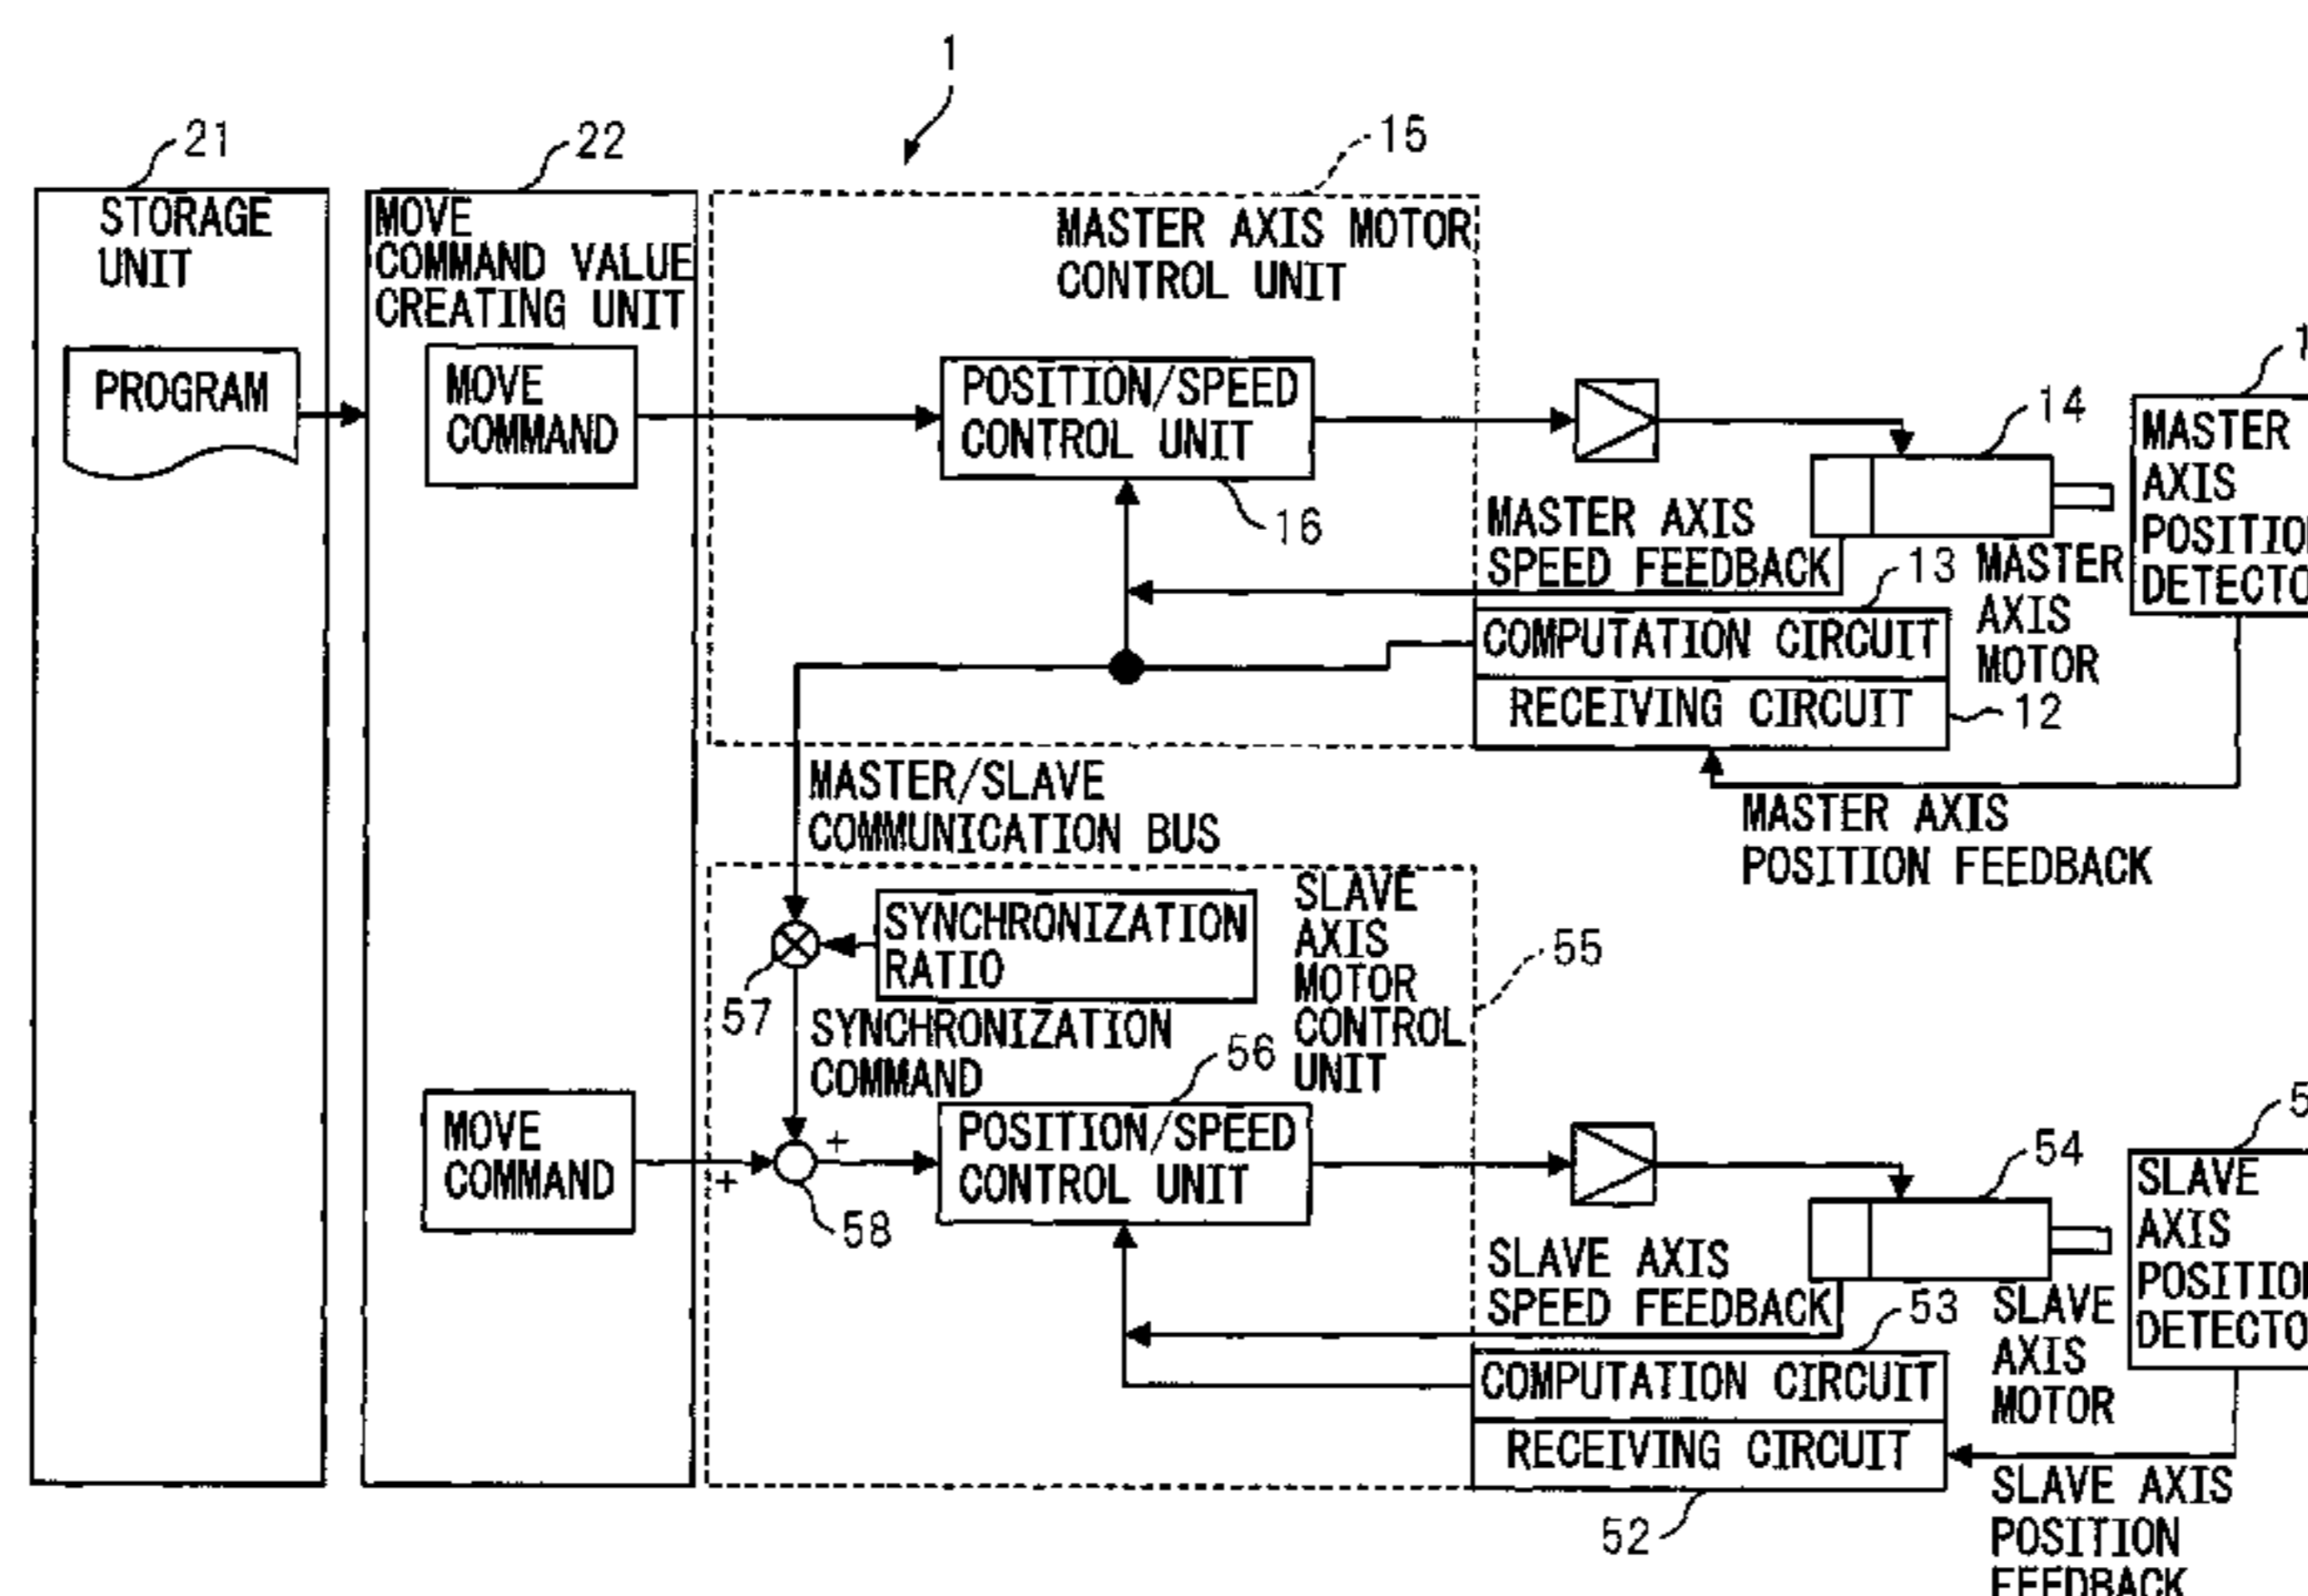 1
21
22
15
STORAGE
UNIT
MOVE
COMMAND VALUE
CREATING UNIT
MASTER AXIS MOTOR
CONTROL UNIT
PROGRAM
MOVE
COMMAND
POSITION/SPEED
CONTROL UNIT
16
14
MASTER
AXIS
MASTER AXIS
SPEED FEEDBACK
13
MASTER
AXIS
MOTOR
COMPUTATION CIRCUIT
RECEIVING CIRCUIT
12
MASTER/SLAVE
COMMUNICATION BUS
MASTER AXIS
POSITION FEEDBACK
SYNCHRONIZATION
RATIO
57
SLAVE
AXIS
MOTOR
CONTROL
UNIT
55
SYNCHRONIZATION
COMMAND
56
MOVE
COMMAND
+
+
58
POSITION/SPEED
CONTROL UNIT
54
SLAVE
AXIS
POSITION
SLAVE AXIS
SPEED FEEDBACK
53
SLAVE
AXIS
MOTOR
COMPUTATION CIRCUIT
RECEIVING CIRCUIT
52
SLAVE AXIS
POSITION
FEEDBACK